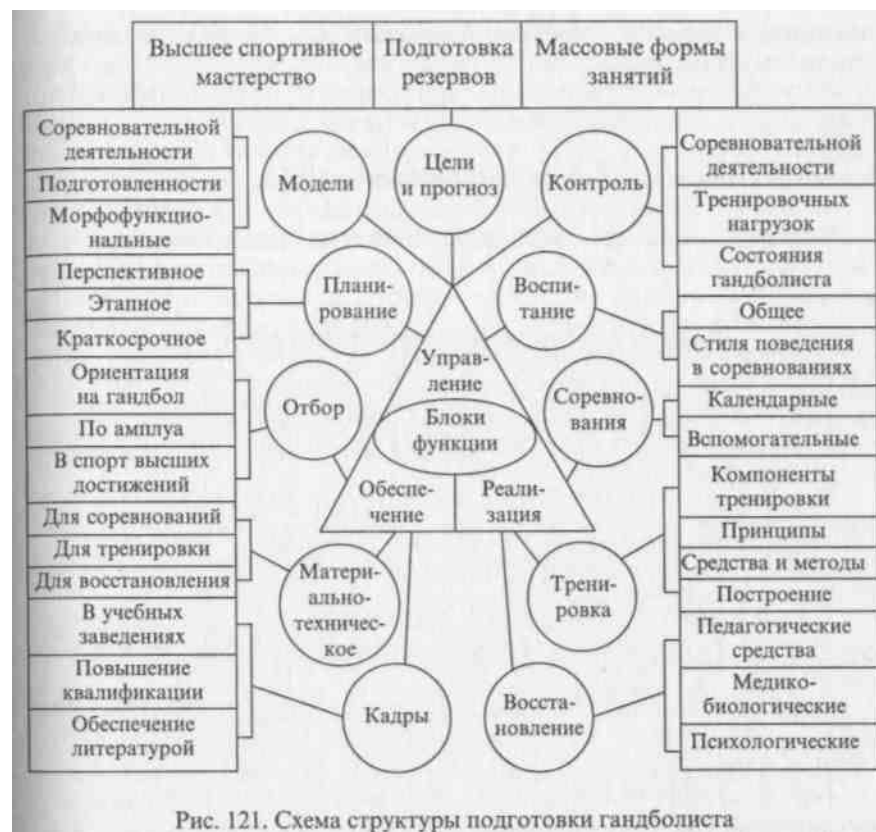 Высшее спортивное
мастерство
Подготовка
резервов
Массовые формы
занятий
Соревновательной
деятельности
Подготовленности
Морфофункцио-
нальные
Перспективное
Этапное
Краткосрочное
Ориентация
на гандбол
По амплуа
В спорт высших
достижений
Для соревнований
Для тренировки
Для восстановления
В учебных
заведениях
Повышение
квалификации
Обеспечение
литературой
Модели
Цели
и прогноз
Контроль
Плани-
рование
Воспи-
тание
Отбор
Соревно-
вания
Управ-
ление
Блоки
функции
Обеспе-
чение
Реали-
зация
Матери-
ально-
техничес-
кое
Трени-
ровка
Кадры
Восста-
новление
Соревновательной
деятельности
Тренировочных
нагрузок
Состояния
гандболиста
Общее
Стиля поведения
в соревнованиях
Календарные
Вспомогательные
Компоненты
тренировки
Принципы
Средства и методы
Построение
Педагогические
средства
Медико-
биологические
Психологические
Рис. 121. Схема структуры подготовки гандболиста